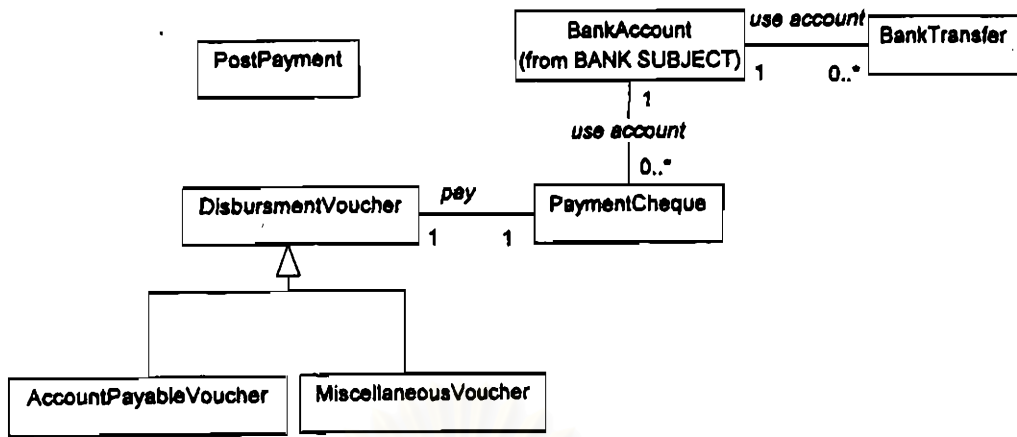 use account
BankAccount
(from BANK SUBJECT)
BankTransfer
PostPayment
1
0..*
1
use account
0..*
DisbursmentVoucher
pay
PaymentCheque
1
1
AccountPayableVoucher
MiscellaneousVoucher